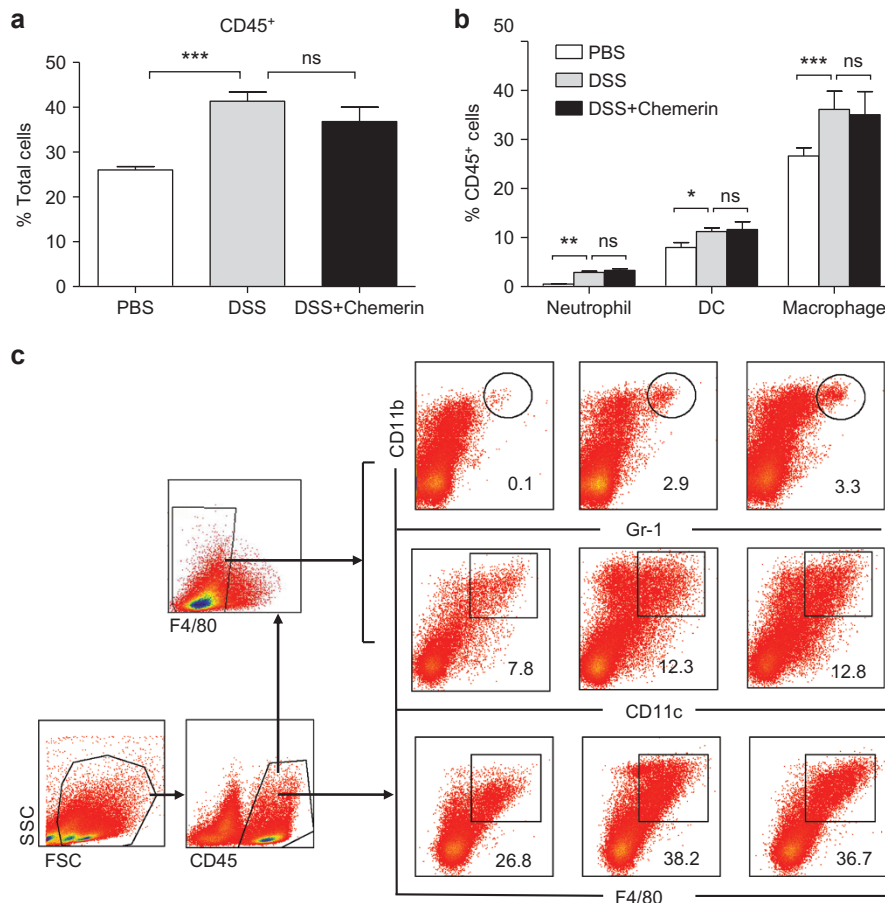 a
CD45+
***
ns
% Total cells
50
40
30
20
10
0
PBS
DSS
DSS+Chemerin
b
PBS
DSS
DSS+Chemerin
% CD45+ cells
50
40
30
20
10
0
**
ns
*
ns
***
ns
Neutrophil
DC
Macrophage
c
CD11b
0.1
2.9
3.3
Gr-1
F4/80
7.8
12.3
12.8
CD11c
SSC
FSC
CD45
26.8
38.2
36.7
F4/80